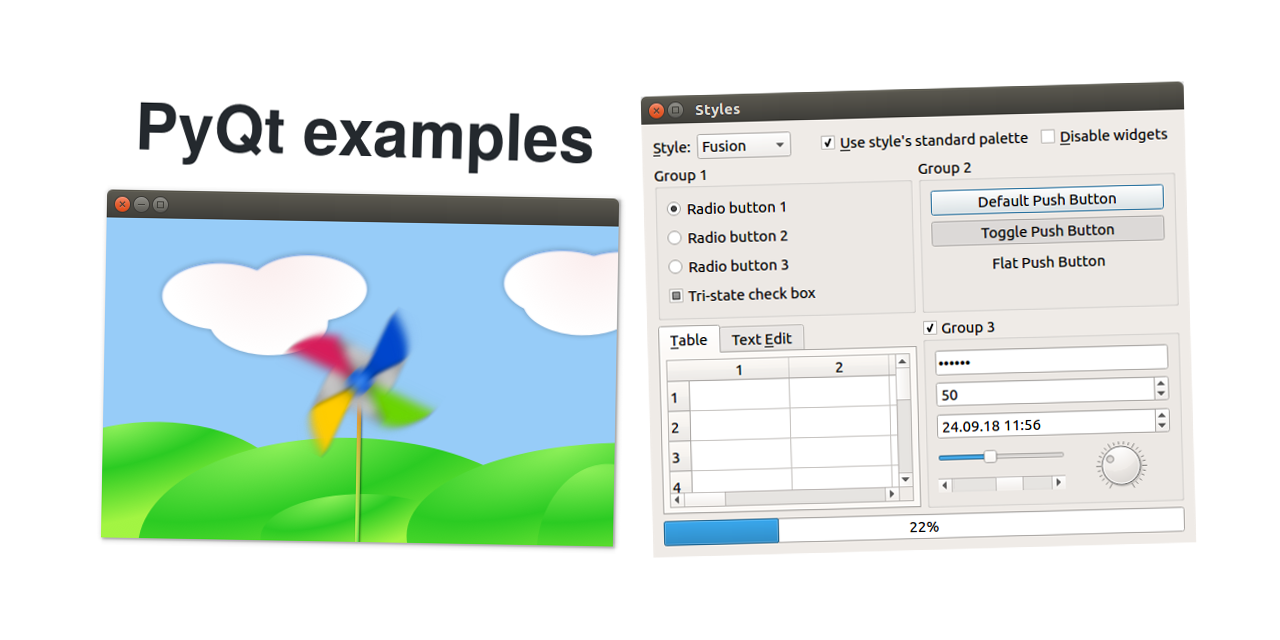 PyQt examples
Styles
Style: Fusion Use style's standard palette Disable widgets
Group 1
Radio button 1
Radio button 2
Radio button 3
Tri-state check box
Group 2
Default Push Button
Toggle Push Button
Flat Push Button
Table Text Edit
1 2
1
2
3
4
Group 3
••••••
50
24.09.18 11:56
22%